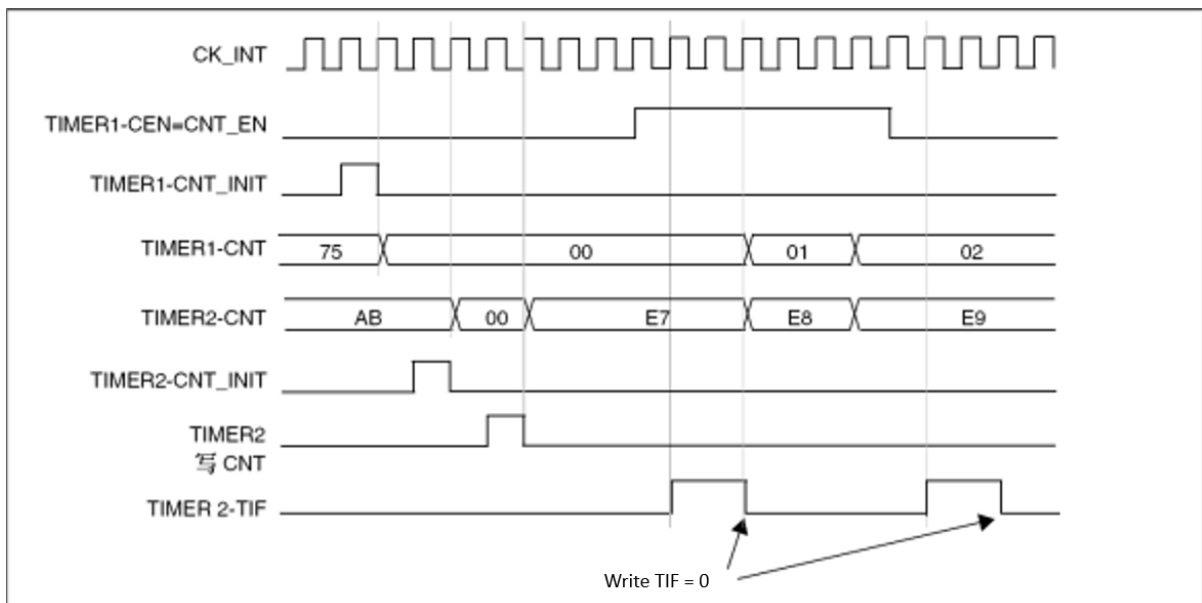 CK_INT
TIMER1-CEN=CNT_EN
TIMER1-CNT_INIT
TIMER1-CNT
75
00
01
02
TIMER2-CNT
AB
00
E7
E8
E9
TIMER2-CNT_INIT
TIMER2
写 CNT
TIMER 2-TIF
Write TIF = 0